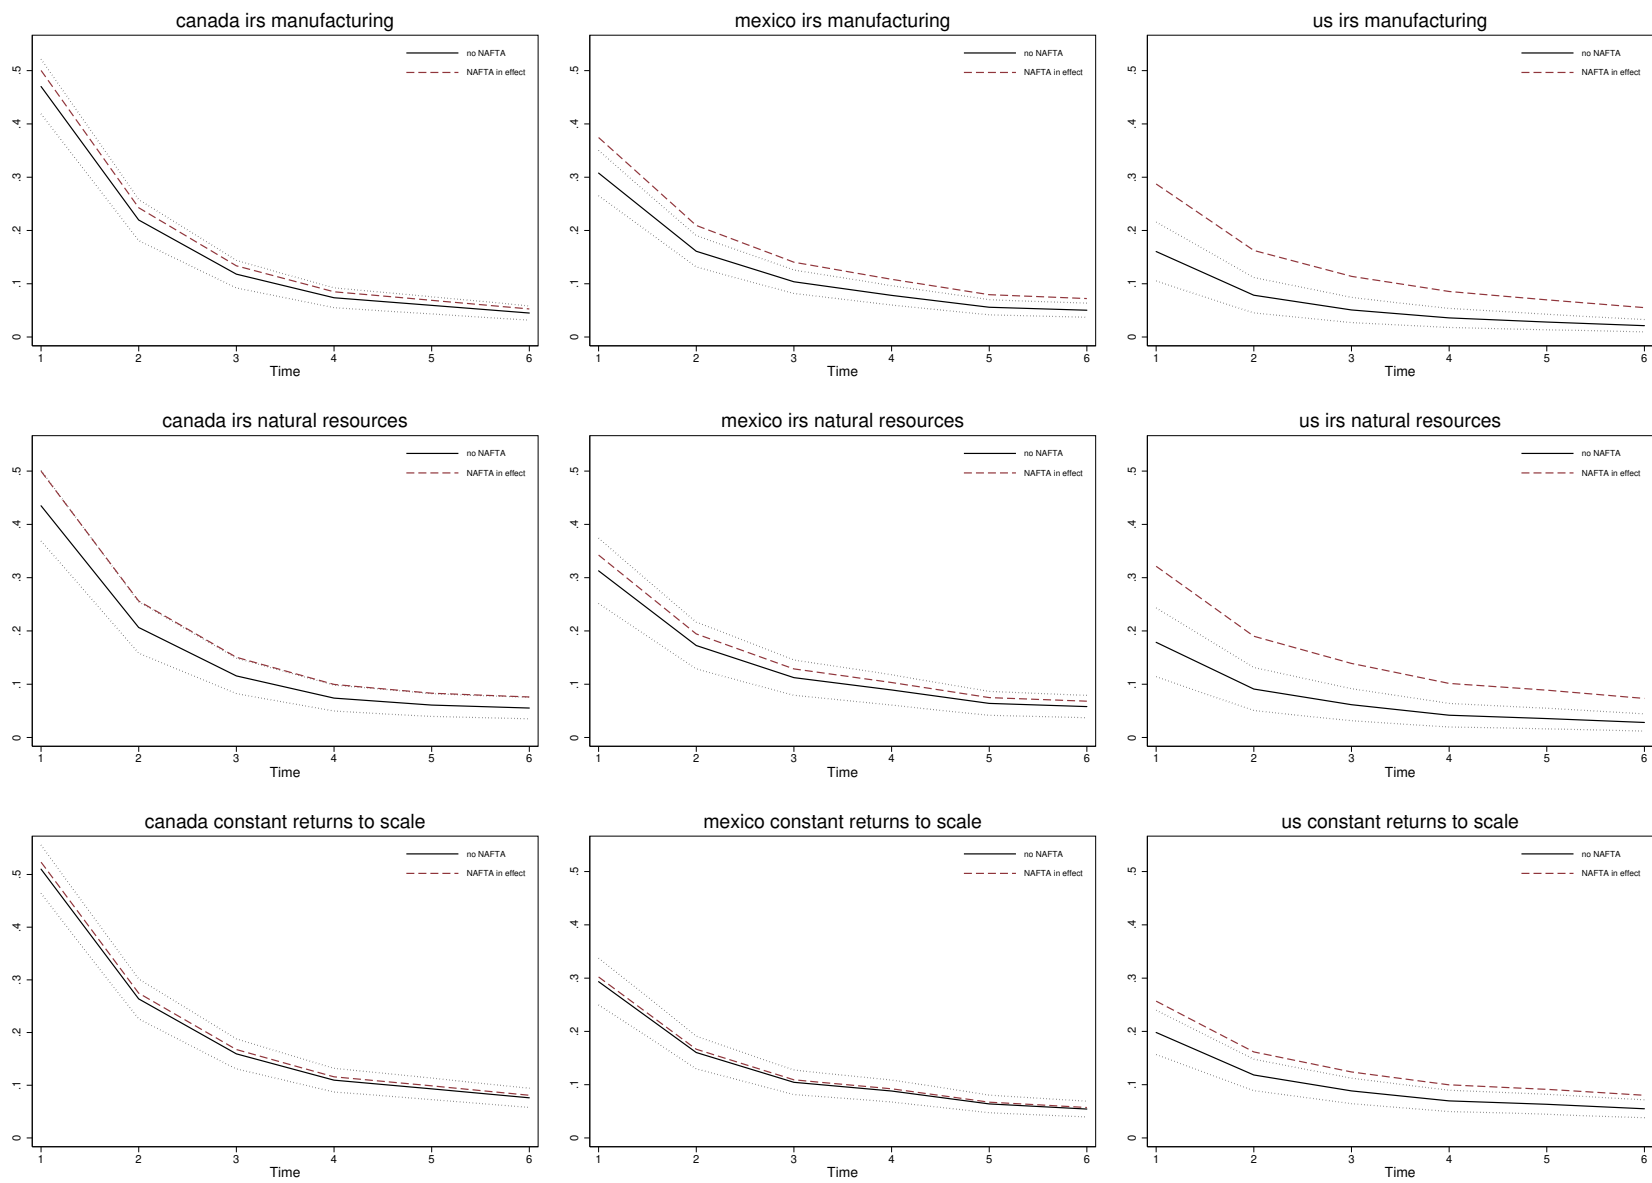 canada irs manufacturing
no NAFTA
NAFTA in effect
.5
.4
.3
.2
.1
0
1 2 3 4 5 6
Time
mexico irs manufacturing
no NAFTA
NAFTA in effect
.5
.4
.3
.2
.1
0
1 2 3 4 5 6
Time
us irs manufacturing
no NAFTA
NAFTA in effect
.5
.4
.3
.2
.1
0
1 2 3 4 5 6
Time
canada irs natural resources
no NAFTA
NAFTA in effect
.5
.4
.3
.2
.1
0
1 2 3 4 5 6
Time
mexico irs natural resources
no NAFTA
NAFTA in effect
.5
.4
.3
.2
.1
0
1 2 3 4 5 6
Time
us irs natural resources
no NAFTA
NAFTA in effect
.5
.4
.3
.2
.1
0
1 2 3 4 5 6
Time
canada constant returns to scale
no NAFTA
NAFTA in effect
.5
.4
.3
.2
.1
0
1 2 3 4 5 6
Time
mexico constant returns to scale
no NAFTA
NAFTA in effect
.5
.4
.3
.2
.1
0
1 2 3 4 5 6
Time
us constant returns to scale
no NAFTA
NAFTA in effect
.5
.4
.3
.2
.1
0
1 2 3 4 5 6
Time